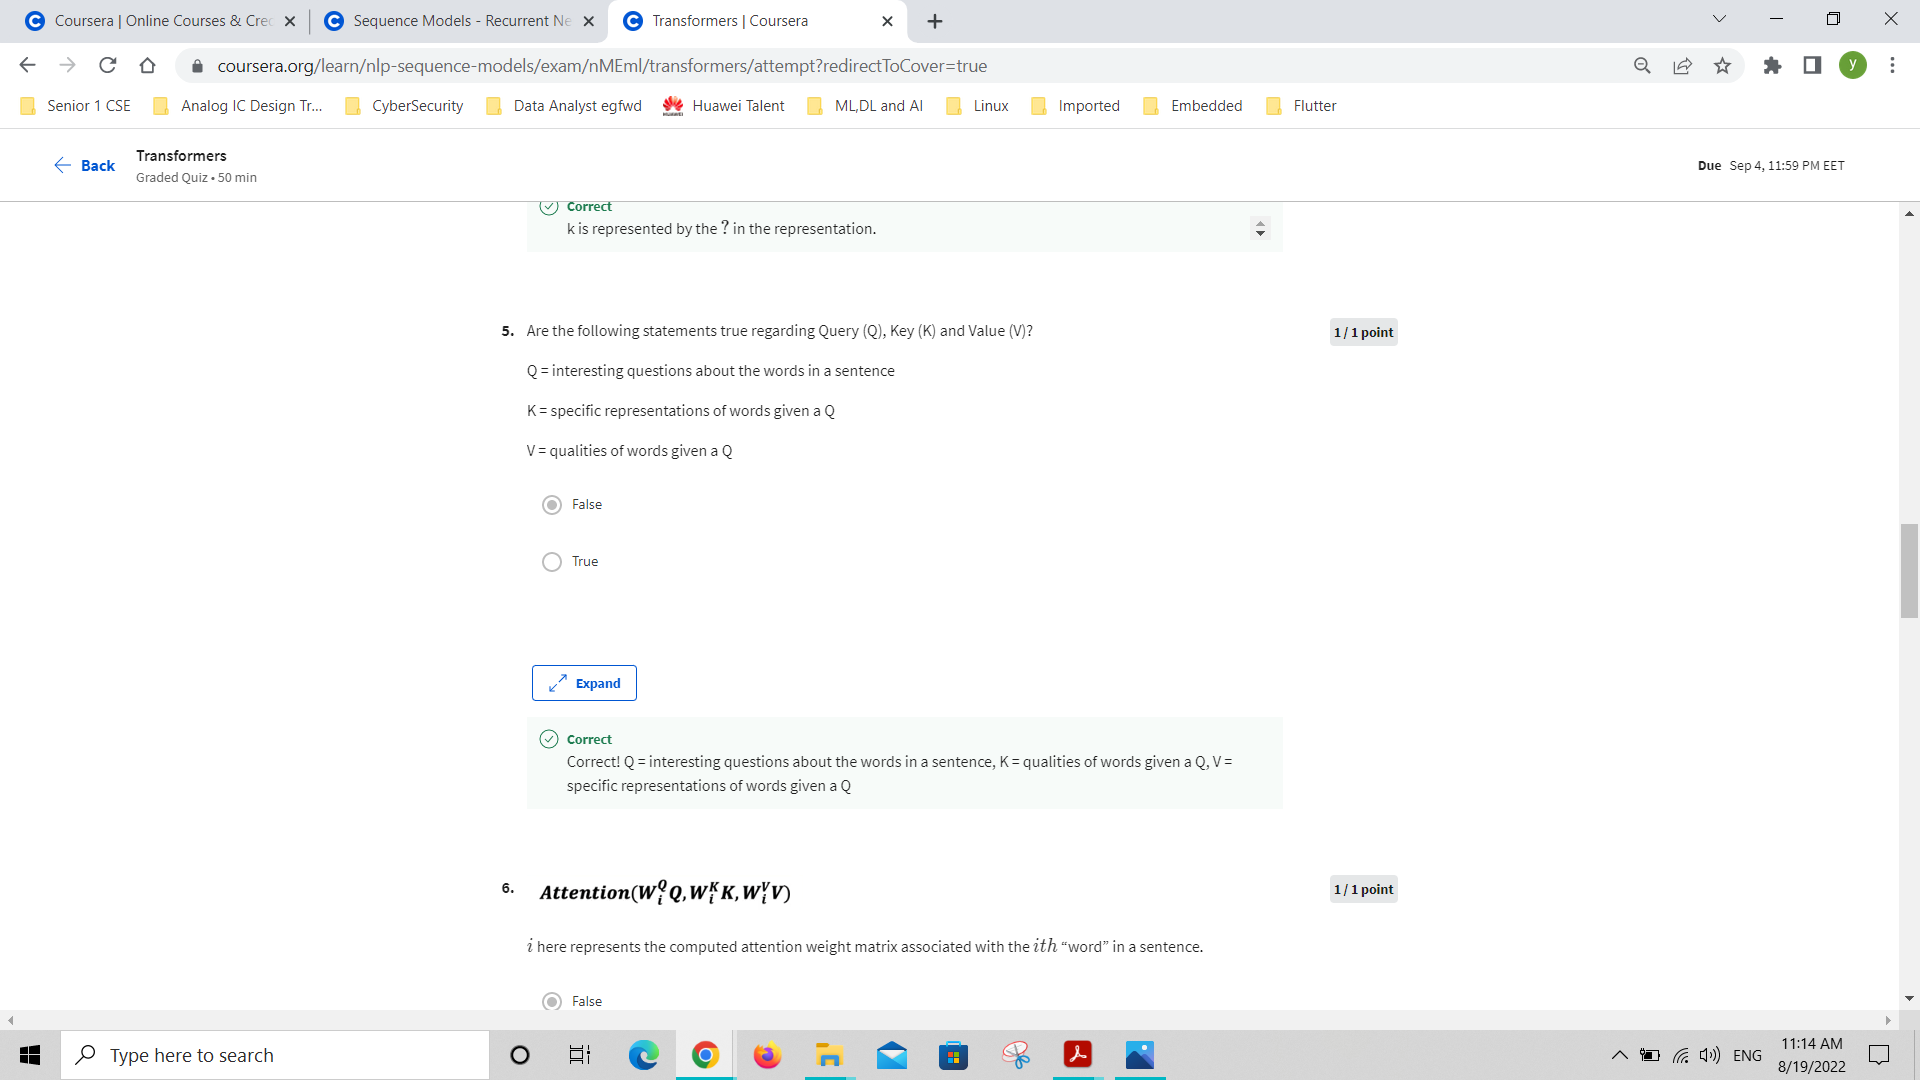 Coursera | Online Courses & Crec
Sequence Models - Recurrent Ne
Transformers | Coursera
coursera.org/learn/nlp-sequence-models/exam/nMEml/transformers/attempt?redirectToCover=true
y
Senior 1 CSE
Analog IC Design Tr...
CyberSecurity
Data Analyst egfwd
Huawei Talent
ML,DL and AI
Linux
Imported
Embedded
Flutter
Back
Transformers
Graded Quiz • 50 min
Due Sep 4, 11:59 PM EET
Correct
k is represented by the ? in the representation.
5. Are the following statements true regarding Query (Q), Key (K) and Value (V)?
1 / 1 point
Q = interesting questions about the words in a sentence
K = specific representations of words given a Q
V = qualities of words given a Q
False
True
Expand
Correct
Correct! Q = interesting questions about the words in a sentence, K = qualities of words given a Q, V =
specific representations of words given a Q
6. Attention(W_i^Q Q, W_i^K K, W_i^V V)
1 / 1 point
i here represents the computed attention weight matrix associated with the ith “word” in a sentence.
False
Type here to search
ENG
11:14 AM
8/19/2022